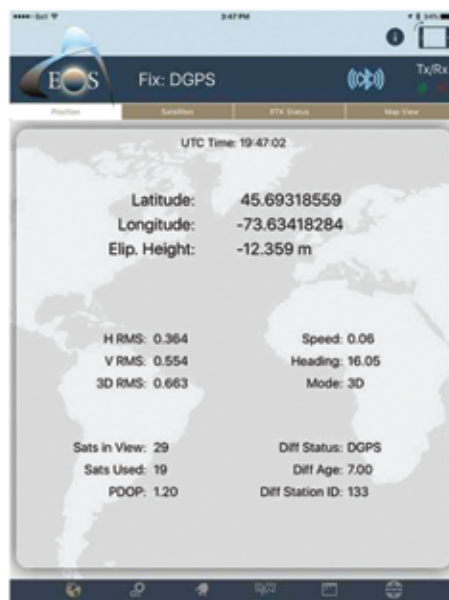 Bell 3:47 PM
EOS Fix: DGPS Tx/Rx
Position Satellites RTK Status Map View
UTC Time: 19:47:02
Latitude: 45.69318559
Longitude: -73.63418284
Elip. Height: -12.359 m
H RMS: 0.364 Speed: 0.06
V RMS: 0.554 Heading: 16.05
3D RMS: 0.663 Mode: 3D
Sats in View: 29 Diff Status: DGPS
Sats Used: 19 Diff Age: 7.00
PDOP: 1.20 Diff Station ID: 133